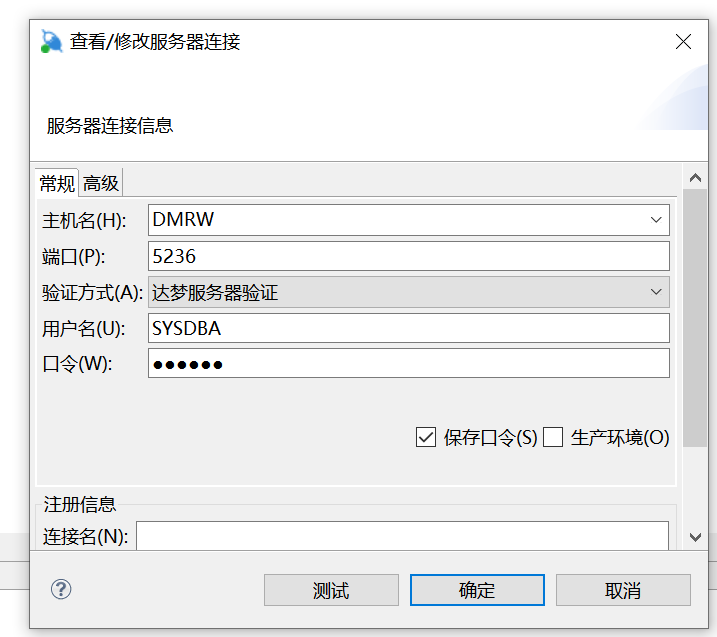 查看/修改服务器连接
服务器连接信息
常规 高级
主机名(H): DMRW
端口(P): 5236
验证方式(A): 达梦服务器验证
用户名(U): SYSDBA
口令(W): ●●●●●●
保存口令(S) 生产环境(O)
注册信息
连接名(N):
? 测试 确定 取消